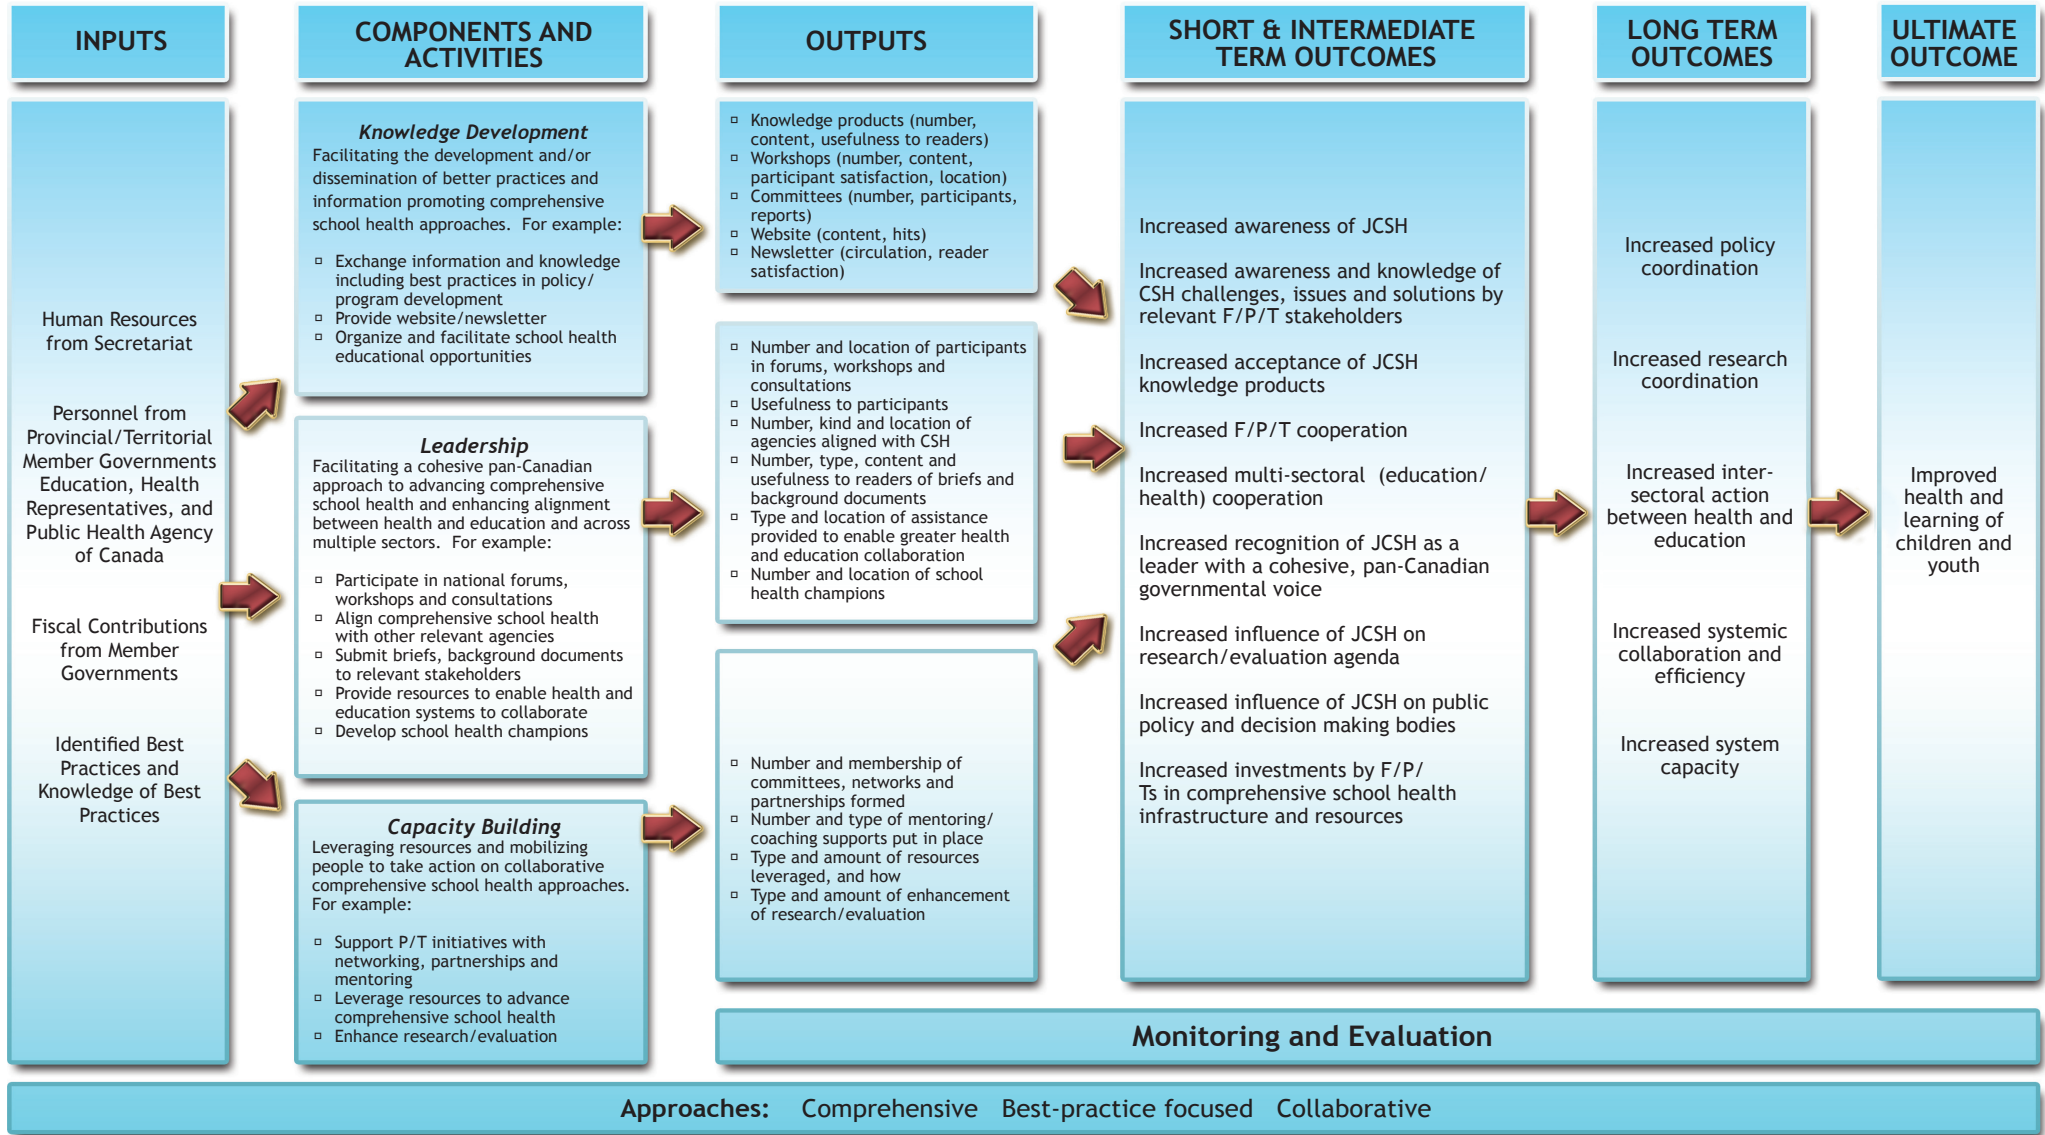 INPUTS
Human Resources
from Secretariat
Personnel from
Provincial/Territorial
Member Governments
Education, Health
Representatives, and
Public Health Agency
of Canada
Fiscal Contributions
from Member
Governments
Identified Best
Practices and
Knowledge of Best
Practices
COMPONENTS AND
ACTIVITIES
Knowledge Development
Facilitating the development and/or
dissemination of better practices and
information promoting comprehensive
school health approaches. For example:
▫ Exchange information and knowledge
including best practices in policy/
program development
▫ Provide website/newsletter
▫ Organize and facilitate school health
educational opportunities
Leadership
Facilitating a cohesive pan-Canadian
approach to advancing comprehensive
school health and enhancing alignment
between health and education and across
multiple sectors. For example:
▫ Participate in national forums,
workshops and consultations
▫ Align comprehensive school health
with other relevant agencies
▫ Submit briefs, background documents
to relevant stakeholders
▫ Provide resources to enable health and
education systems to collaborate
▫ Develop school health champions
Capacity Building
Leveraging resources and mobilizing
people to take action on collaborative
comprehensive school health approaches.
For example:
▫ Support P/T initiatives with
networking, partnerships and
mentoring
▫ Leverage resources to advance
comprehensive school health
▫ Enhance research/evaluation
OUTPUTS
▫ Knowledge products (number,
content, usefulness to readers)
▫ Workshops (number, content,
participant satisfaction, location)
▫ Committees (number, participants,
reports)
▫ Website (content, hits)
▫ Newsletter (circulation, reader
satisfaction)
▫ Number and location of participants
in forums, workshops and
consultations
▫ Usefulness to participants
▫ Number, kind and location of
agencies aligned with CSH
▫ Number, type, content and
usefulness to readers of briefs and
background documents
▫ Type and location of assistance
provided to enable greater health
and education collaboration
▫ Number and location of school
health champions
▫ Number and membership of
committees, networks and
partnerships formed
▫ Number and type of mentoring/
coaching supports put in place
▫ Type and amount of resources
leveraged, and how
▫ Type and amount of enhancement
of research/evaluation
SHORT & INTERMEDIATE
TERM OUTCOMES
Increased awareness of JCSH
Increased awareness and knowledge of
CSH challenges, issues and solutions by
relevant F/P/T stakeholders
Increased acceptance of JCSH
knowledge products
Increased F/P/T cooperation
Increased multi-sectoral (education/
health) cooperation
Increased recognition of JCSH as a
leader with a cohesive, pan-Canadian
governmental voice
Increased influence of JCSH on
research/evaluation agenda
Increased influence of JCSH on public
policy and decision making bodies
Increased investments by F/P/
Ts in comprehensive school health
infrastructure and resources
LONG TERM
OUTCOMES
Increased policy
coordination
Increased research
coordination
Increased inter-
sectoral action
between health and
education
Increased systemic
collaboration and
efficiency
Increased system
capacity
ULTIMATE
OUTCOME
Improved
health and
learning of
children and
youth
Monitoring and Evaluation
Approaches: Comprehensive Best-practice focused Collaborative